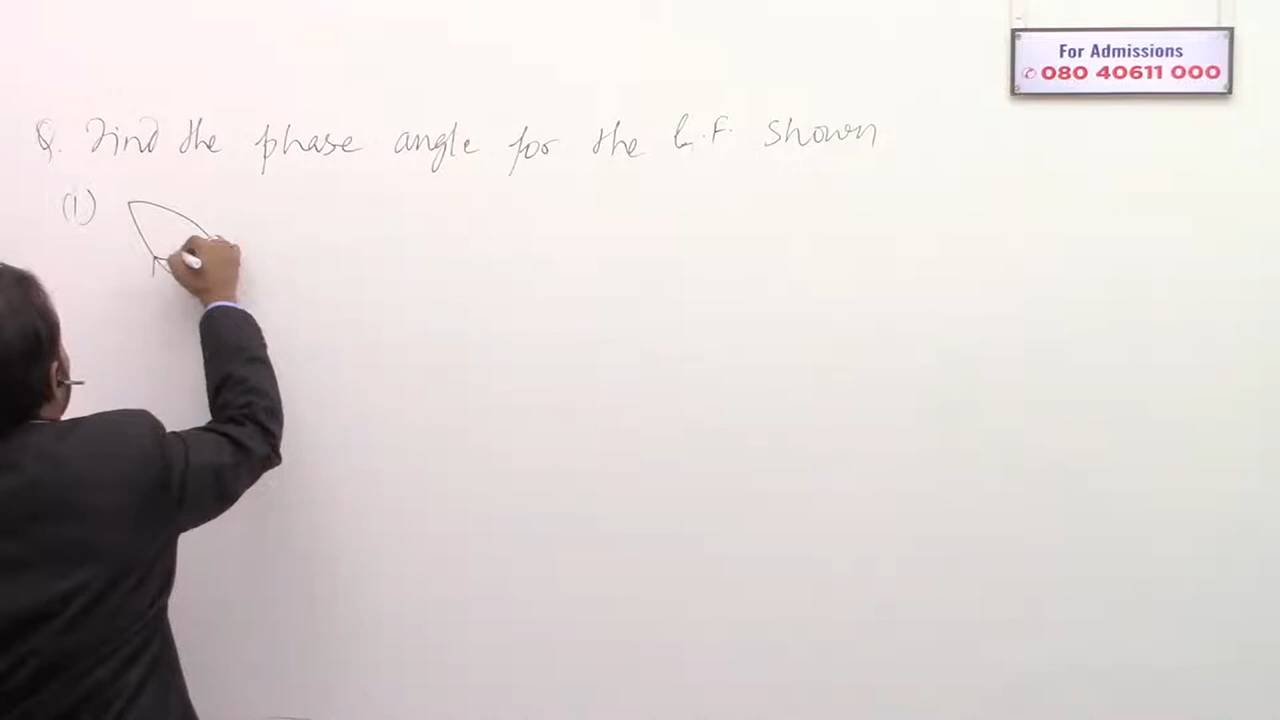 For Admissions
080 40611 000
Q. Find the phase angle for the L.F. shown
(1)